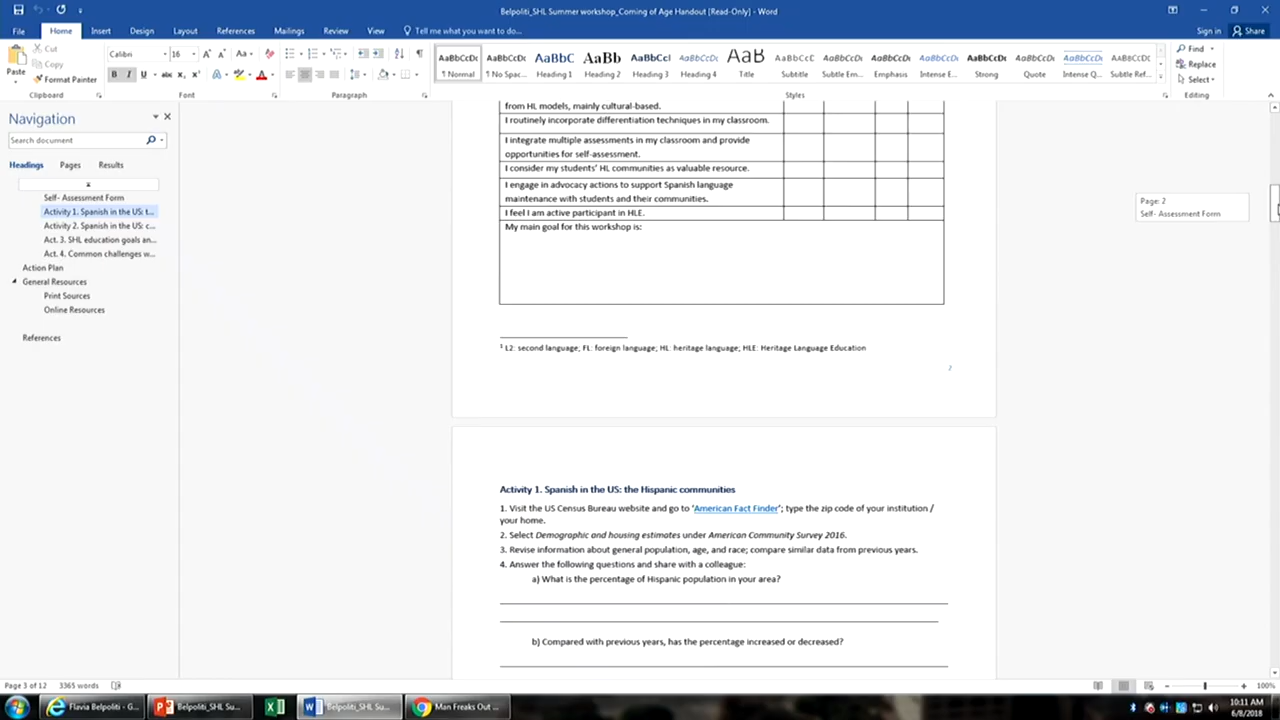 Belpoliti_SHL Summer workshop_Coming of Age Handout [Read-Only] - Word
File Home Insert Design Layout References Mailings Review View Tell me what you want to do... Sign in Share
Paste
Cut
Copy
Format Painter
Clipboard
Calibri 16
Font
Paragraph
AaBbCcDc AaBbCcDc AaBbC AaBb AaBbCcI AaBbCcDd AaB AaBbCcC AaBbCcDc AaBbCcDc AaBbCcDc AaBbCcDc AaBbCcDc AaBbCcDc AaBbCcDc
¶ Normal ¶ No Spac... Heading 1 Heading 2 Heading 3 Heading 4 Title Subtitle Subtle Em... Emphasis Intense E... Strong Quote Intense Q... Subtle Ref...
Styles
Find
Replace
Select
Editing
Navigation
Search document
Headings Pages Results
Self- Assessment Form
Activity 1. Spanish in the US: t...
Activity 2. Spanish in the US: c...
Act. 3. SHL education goals an...
Act. 4. Common challenges w...
Action Plan
General Resources
Print Sources
Online Resources
References
from HL models, mainly cultural-based.
I routinely incorporate differentiation techniques in my classroom.
I integrate multiple assessments in my classroom and provide
opportunities for self-assessment.
I consider my students' HL communities as valuable resource.
I engage in advocacy actions to support Spanish language
maintenance with students and their communities.
I feel I am active participant in HLE.
My main goal for this workshop is:
1 L2: second language; FL: foreign language; HL: heritage language; HLE: Heritage Language Education
2
Page: 2
Self- Assessment Form
Activity 1. Spanish in the US: the Hispanic communities
1. Visit the US Census Bureau website and go to 'American Fact Finder'; type the zip code of your institution /
your home.
2. Select Demographic and housing estimates under American Community Survey 2016.
3. Revise information about general population, age, and race; compare similar data from previous years.
4. Answer the following questions and share with a colleague:
a) What is the percentage of Hispanic population in your area?
b) Compared with previous years, has the percentage increased or decreased?
Page 3 of 12 3365 words
100%
Flavia Belpoliti - G...
Belpoliti_SHL Su...
Belpoliti_SHL Su...
Man Freaks Out ...
10:11 AM
6/8/2018